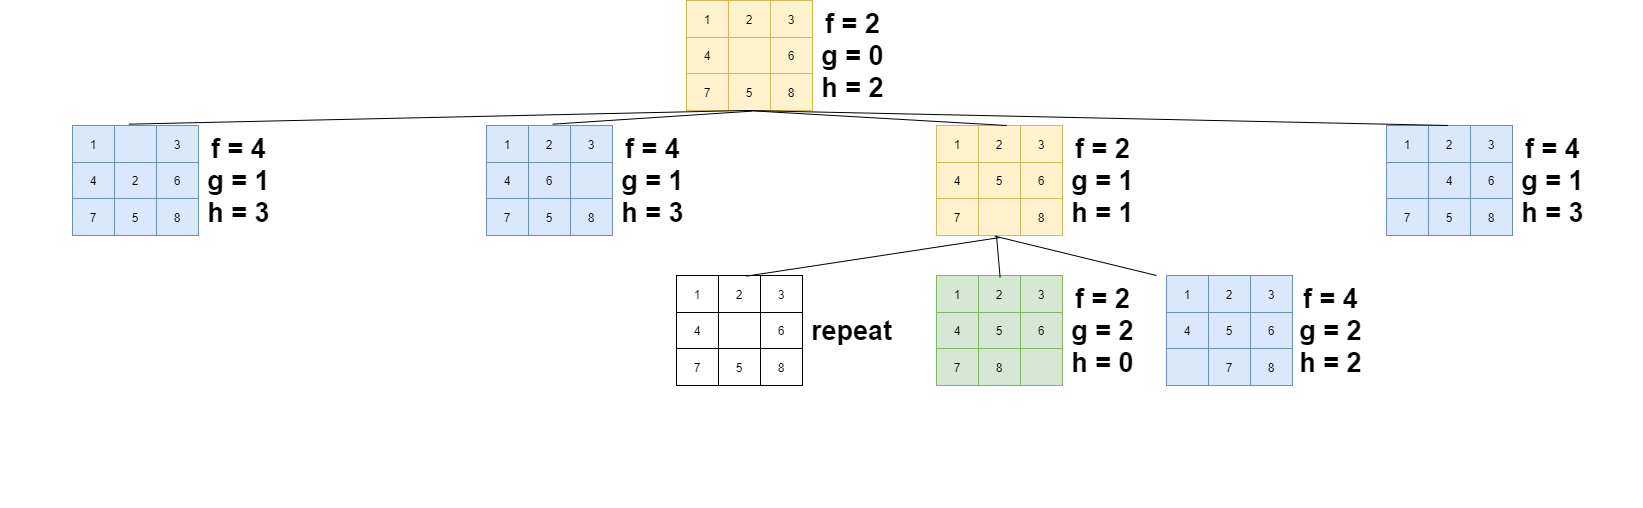 1 2 3
4 6
7 5 8
f = 2
g = 0
h = 2
1 3
4 2 6
7 5 8
f = 4
g = 1
h = 3
1 2 3
4 6
7 5 8
f = 4
g = 1
h = 3
1 2 3
4 5 6
7 8
f = 2
g = 1
h = 1
1 2 3
4 6
7 5 8
f = 4
g = 1
h = 3
1 2 3
4 6
7 5 8
repeat
1 2 3
4 5 6
7 8
f = 2
g = 2
h = 0
1 2 3
4 5 6
7 8
f = 4
g = 2
h = 2